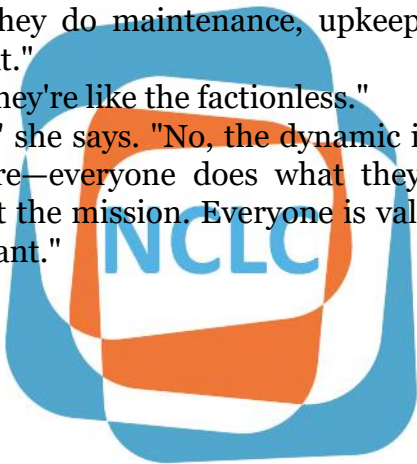 hey do maintenance, upkeep
t."
hey're like the factionless."
' she says. "No, the dynamic i
re—everyone does what they
t the mission. Everyone is val
ant."
NCLC